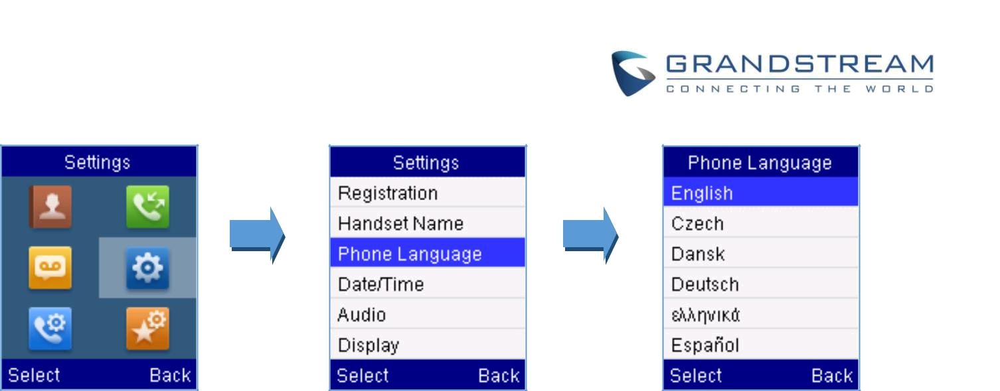 GRANDSTREAM
CONNECTING THE WORLD
Settings
Select Back
Settings
Registration
Handset Name
Phone Language
Date/Time
Audio
Display
Select Back
Phone Language
English
Czech
Dansk
Deutsch
ελληνικά
Español
Select Back